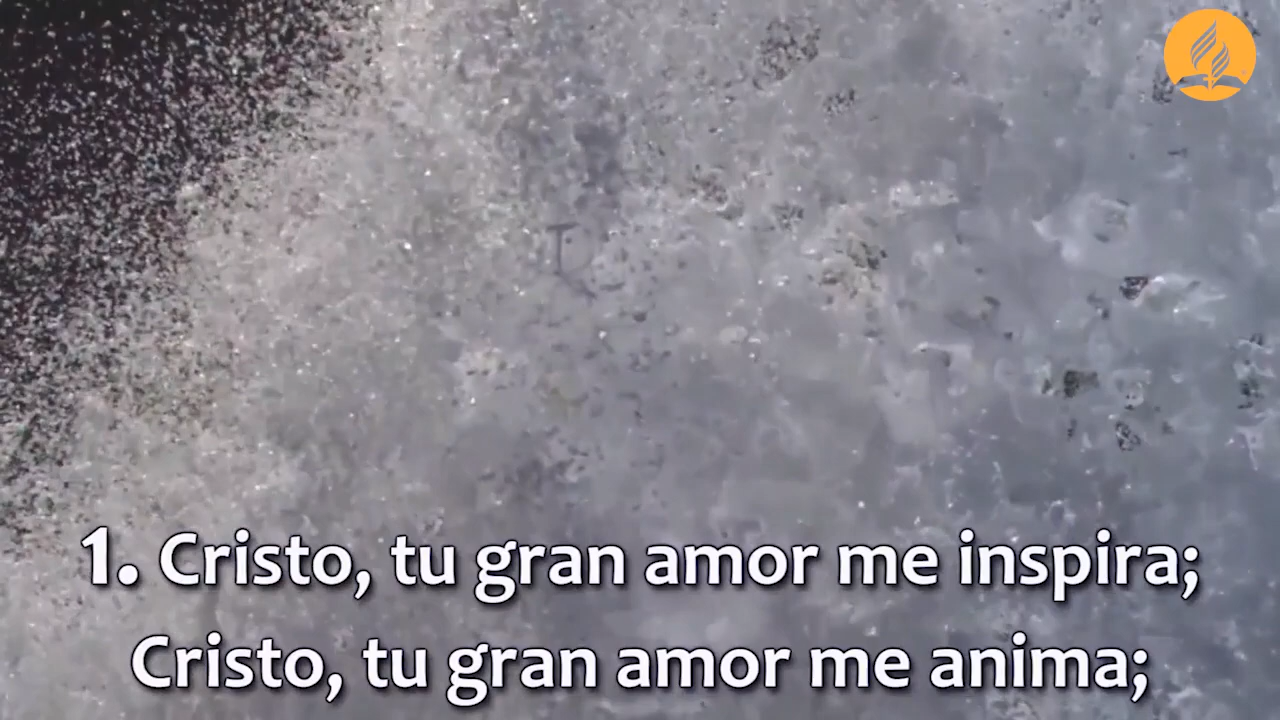 1. Cristo, tu gran amor me inspira;
Cristo, tu gran amor me anima;